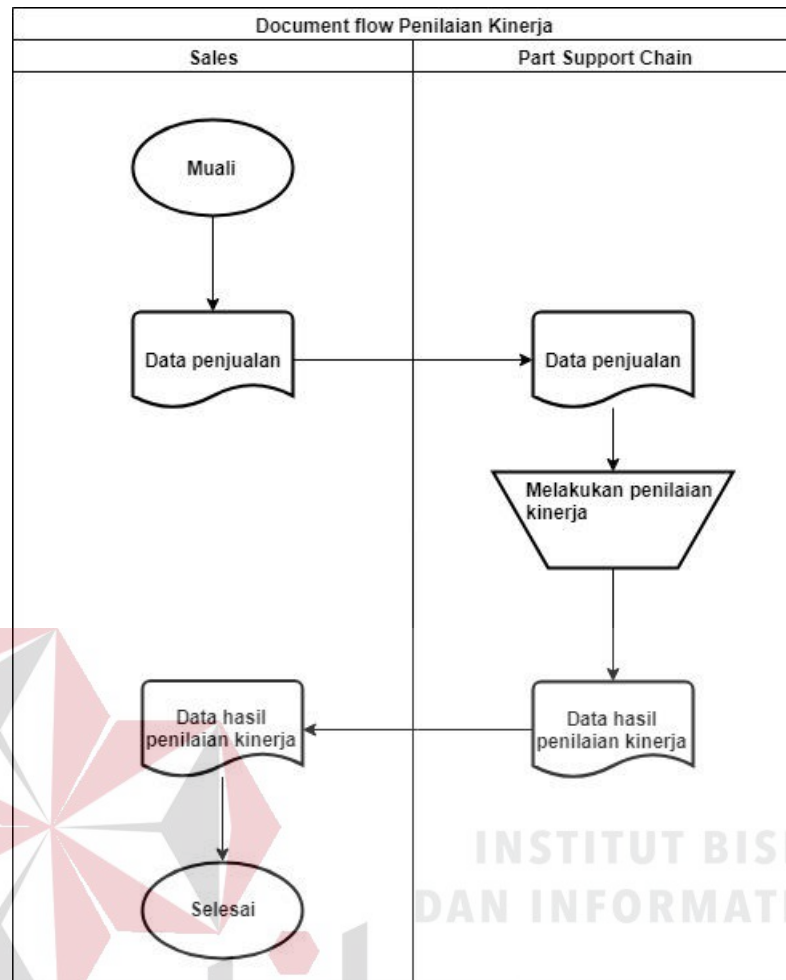 Document flow Penilaian Kinerja
Sales
Part Support Chain
Muali
Data penjualan
Data penjualan
Melakukan penilaian
kinerja
Data hasil
penilaian kinerja
Data hasil
penilaian kinerja
Selesai
INSTITUT BIS
DAN INFORMAT